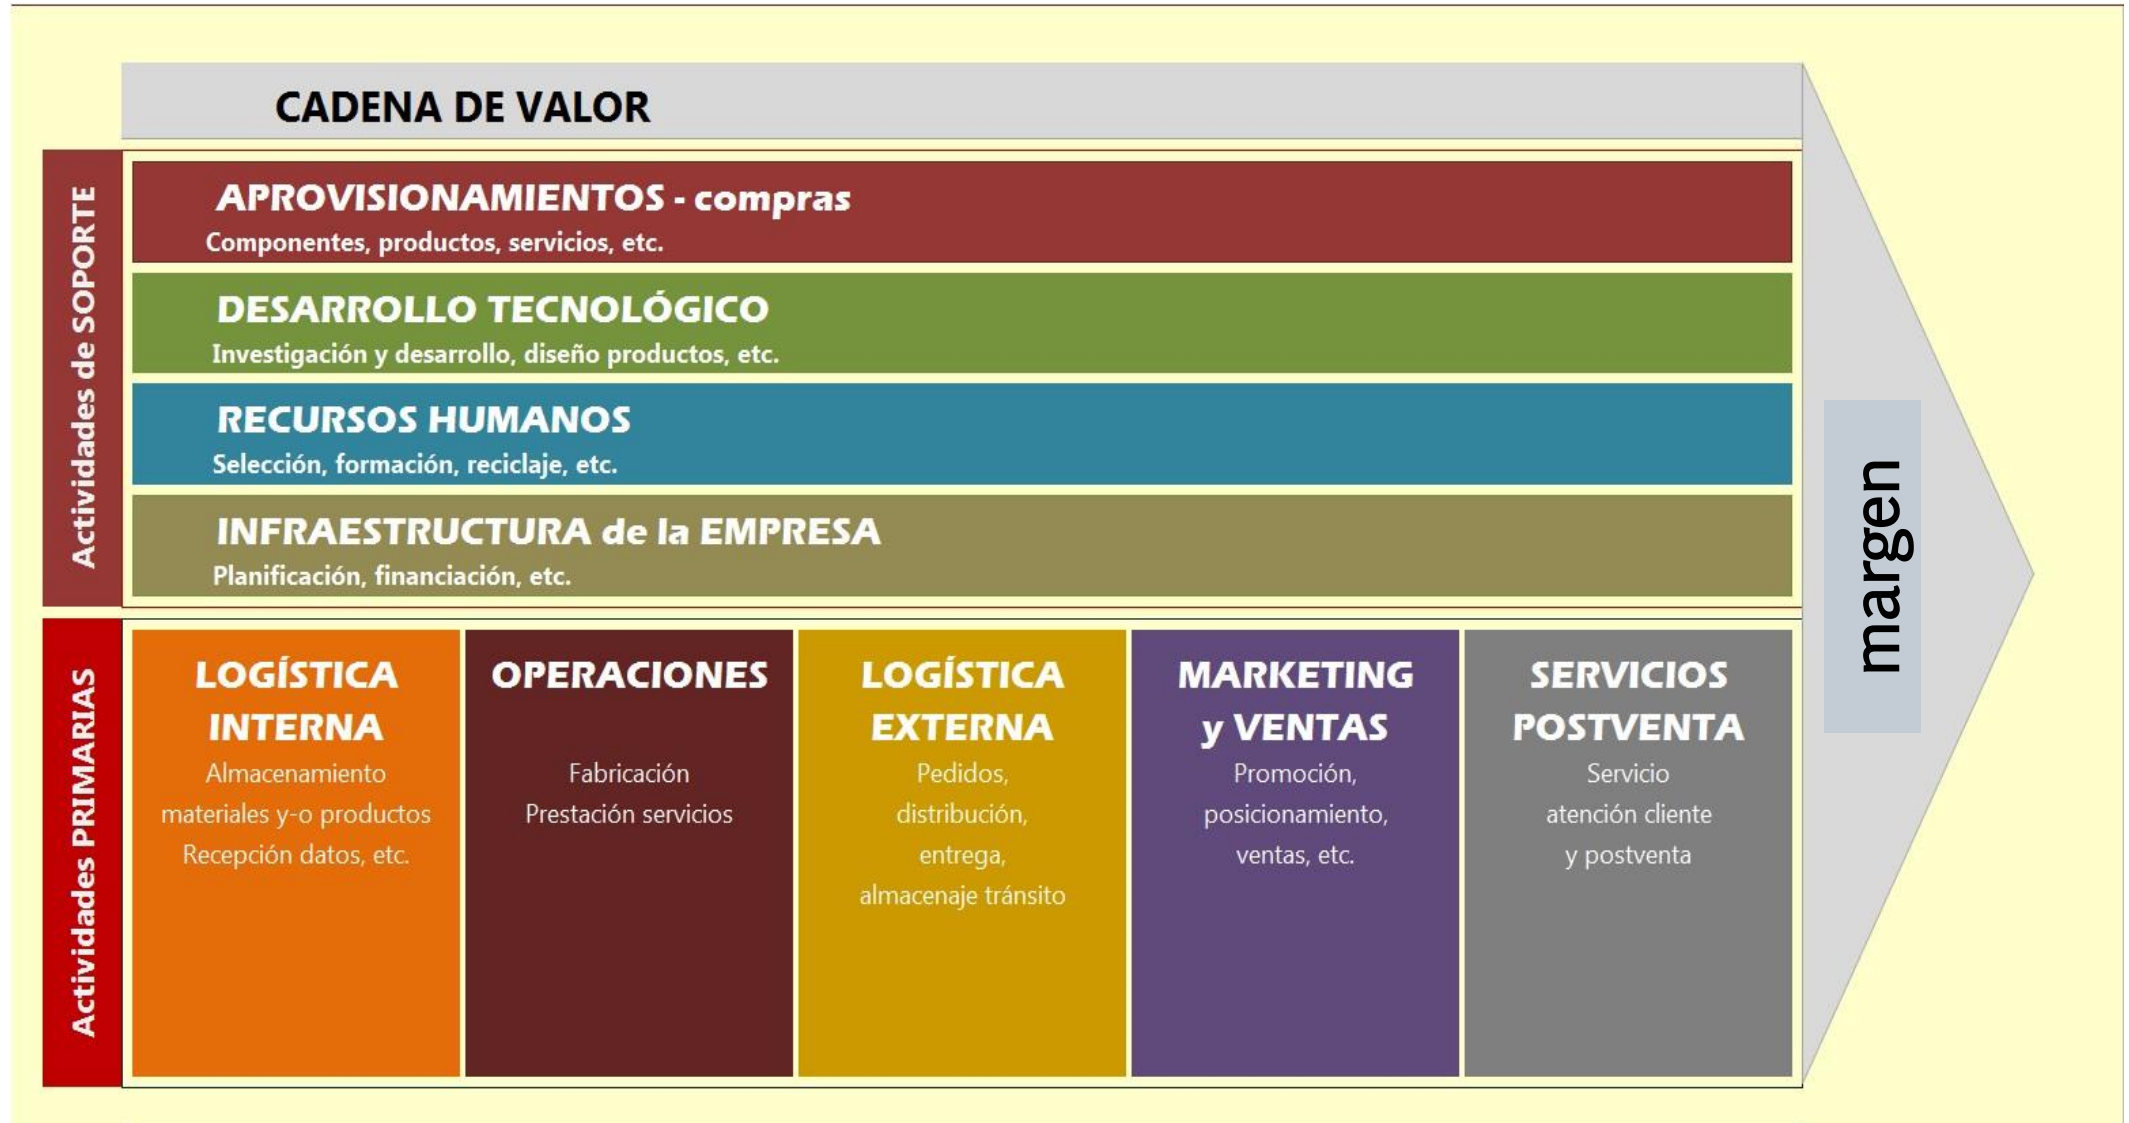 CADENA DE VALOR
Actividades de SOPORTE
APROVISIONAMIENTOS - compras
Componentes, productos, servicios, etc.
DESARROLLO TECNOLÓGICO
Investigación y desarrollo, diseño productos, etc.
RECURSOS HUMANOS
Selección, formación, reciclaje, etc.
INFRAESTRUCTURA de la EMPRESA
Planificación, financiación, etc.
Actividades PRIMARIAS
LOGÍSTICA
INTERNA
Almacenamiento
materiales y-o productos
Recepción datos, etc.
OPERACIONES
Fabricación
Prestación servicios
LOGÍSTICA
EXTERNA
Pedidos,
distribución,
entrega,
almacenaje tránsito
MARKETING
y VENTAS
Promoción,
posicionamiento,
ventas, etc.
SERVICIOS
POSTVENTA
Servicio
atención cliente
y postventa
margen